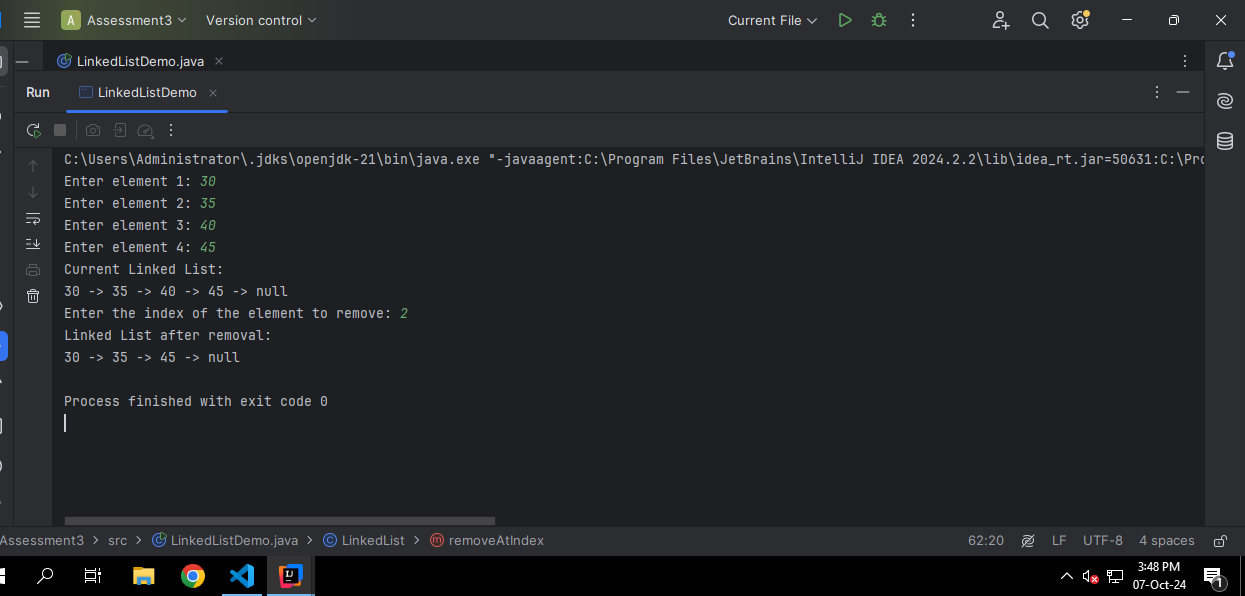 A Assessment3 Version control Current File
LinkedListDemo.java
Run LinkedListDemo
C:\Users\Administrator\.jdks\openjdk-21\bin\java.exe "-javaagent:C:\Program Files\JetBrains\IntelliJ IDEA 2024.2.2\lib\idea_rt.jar=50631:C:\Pro
Enter element 1: 30
Enter element 2: 35
Enter element 3: 40
Enter element 4: 45
Current Linked List:
30 -> 35 -> 40 -> 45 -> null
Enter the index of the element to remove: 2
Linked List after removal:
30 -> 35 -> 45 -> null
Process finished with exit code 0
Assessment3 > src > LinkedListDemo.java > LinkedList > removeAtIndex 62:20 LF UTF-8 4 spaces
3:48 PM
07-Oct-24
1